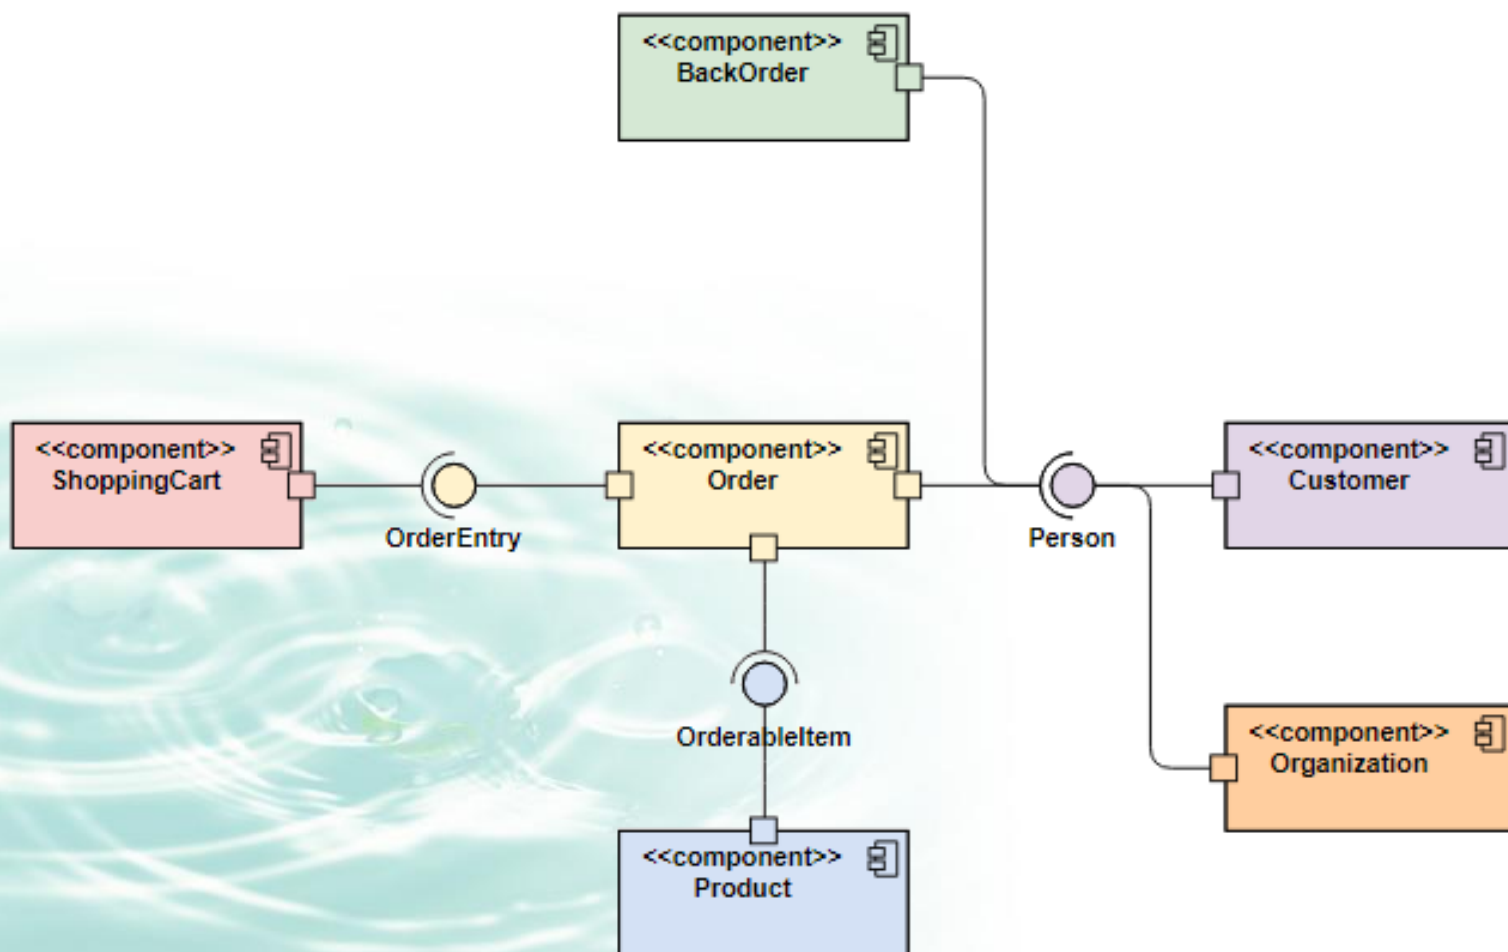 <<component>>
BackOrder
<<component>>
ShoppingCart
OrderEntry
<<component>>
Order
Person
<<component>>
Customer
OrderableItem
<<component>>
Organization
<<component>>
Product